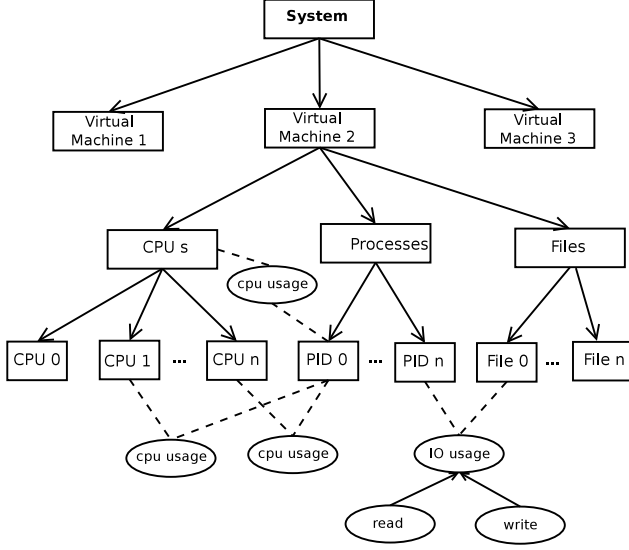 System
Virtual
Machine 1
Virtual
Machine 2
Virtual
Machine 3
CPU s
Processes
Files
cpu usage
CPU 0
CPU 1
...
CPU n
PID 0
...
PID n
File 0
...
File n
cpu usage
cpu usage
IO usage
read
write